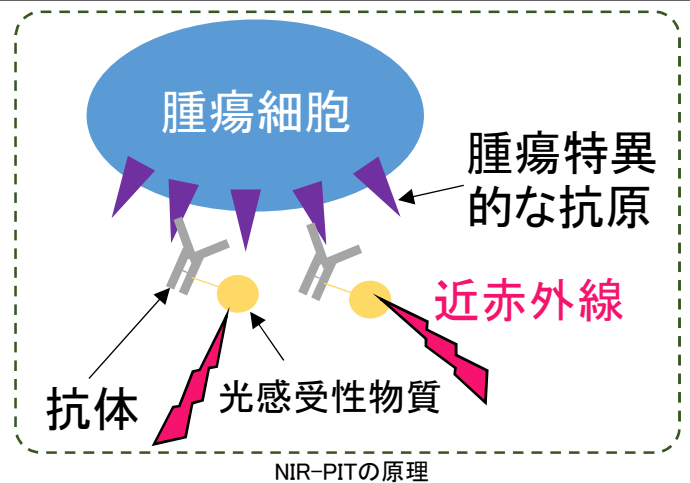 腫瘍細胞
腫瘍特異
的な抗原
近赤外線
光感受性物質
抗体
NIR-PITの原理